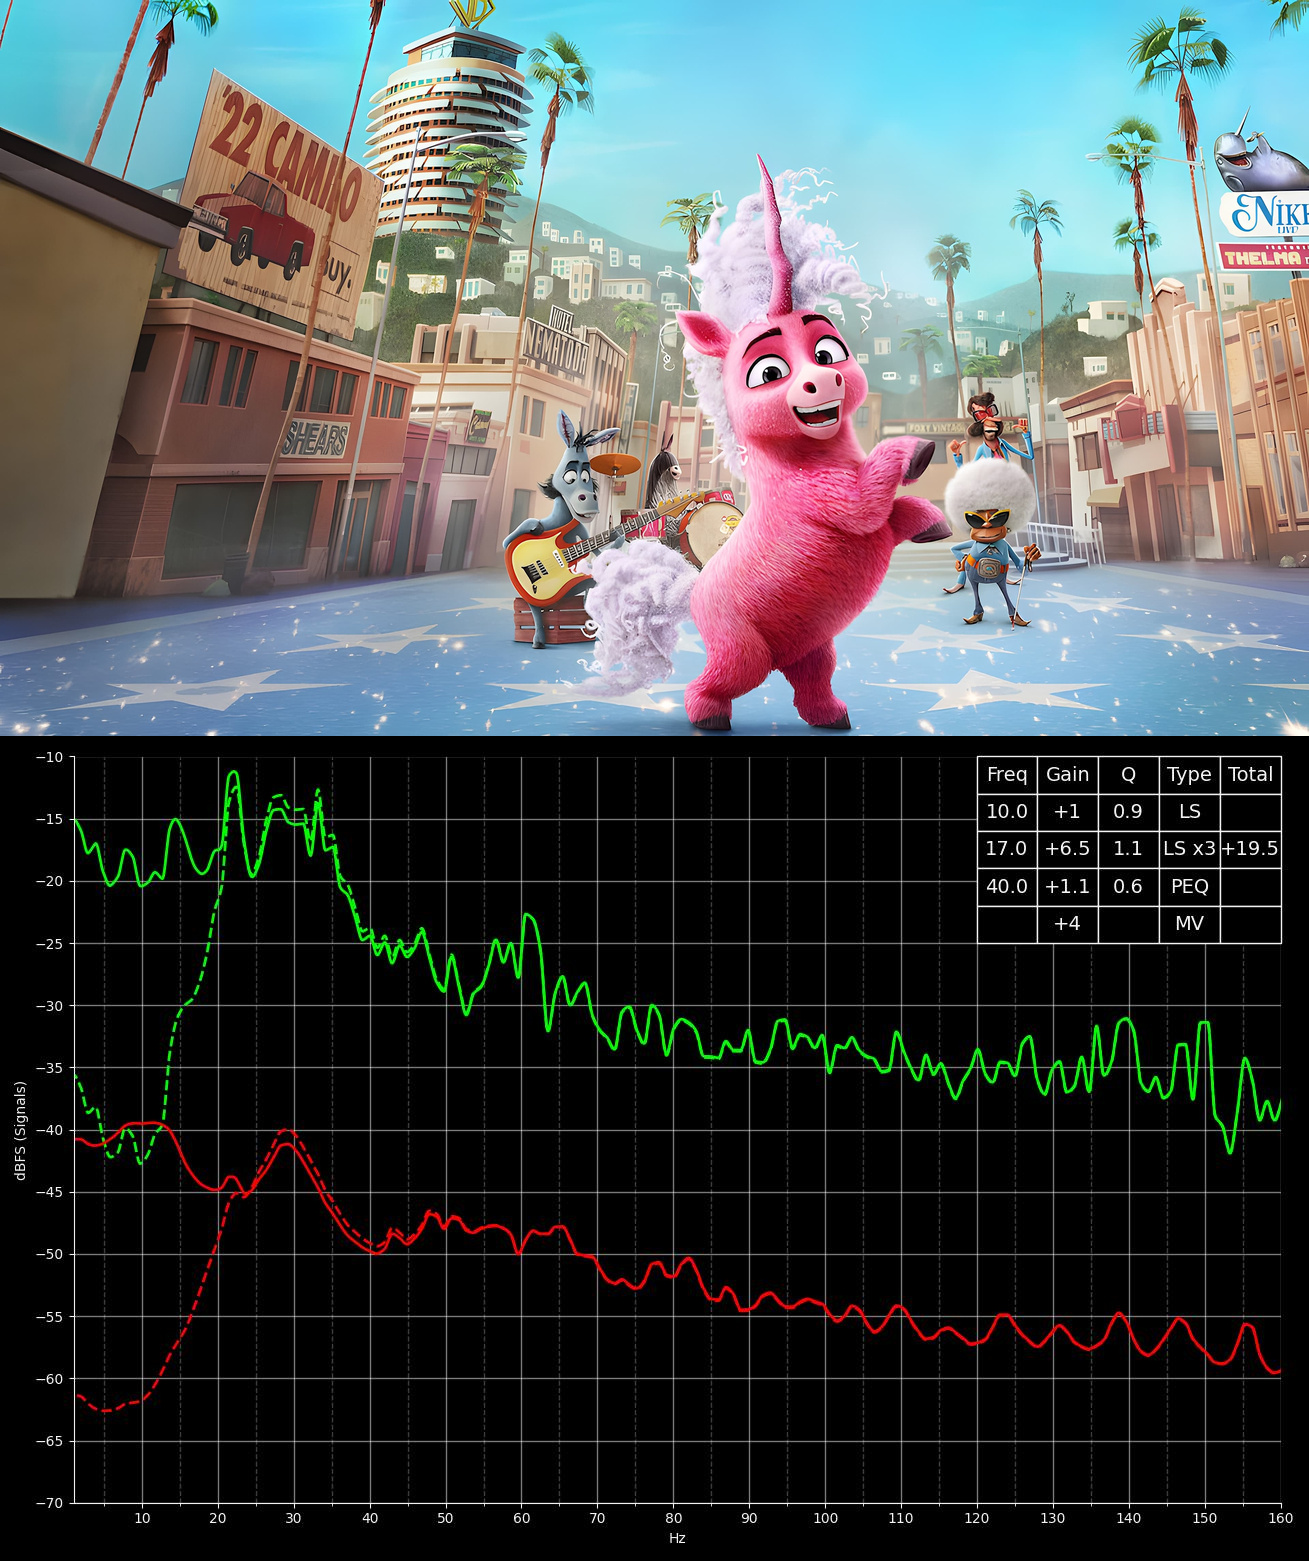 '22 CAMINO
BUY.
HOTEL
NEMATODA
SHEARS
FOXY VINTAGE
NIKE
LIVE
FEATURING
THELMA
Freq Gain Q Type Total
10.0 +1 0.9 LS
17.0 +6.5 1.1 LS x3 +19.5
40.0 +1.1 0.6 PEQ
+4 MV
−10
−15
−20
−25
−30
−35
−40
−45
−50
−55
−60
−65
−70
dBFS (Signals)
10 20 30 40 50 60 70 80 90 100 110 120 130 140 150 160
Hz